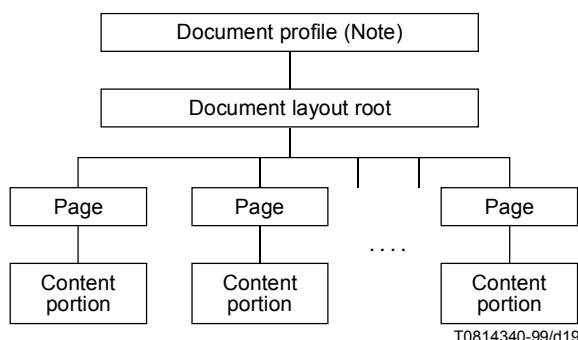 Document profile (Note)
Document layout root
Page Page Page
. . . .
Content Content Content
portion portion portion
T0814340-99/d19